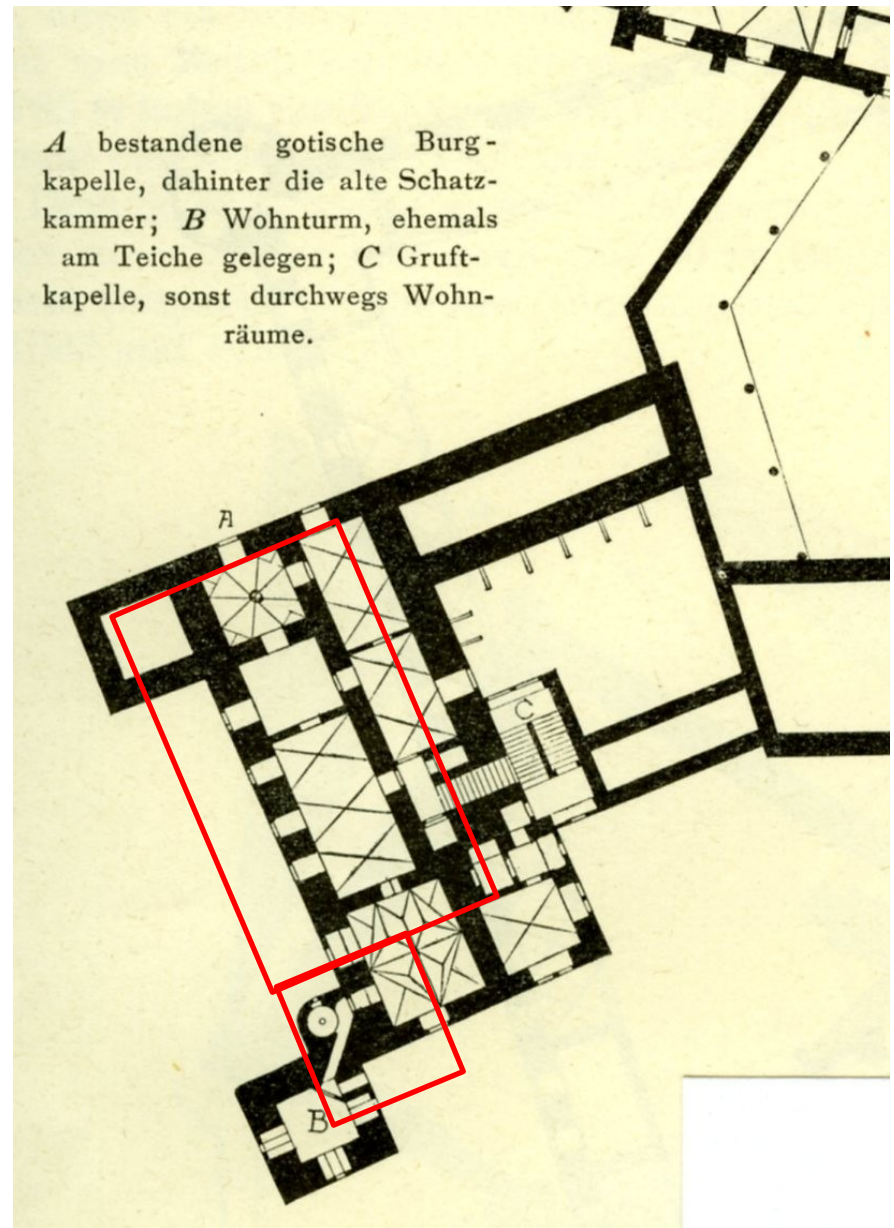 A bestandene gotische Burg-
kapelle, dahinter die alte Schatz-
kammer; B Wohnturm, ehemals
am Teiche gelegen; C Gruft-
kapelle, sonst durchwegs Wohn-
räume.
A
C
B